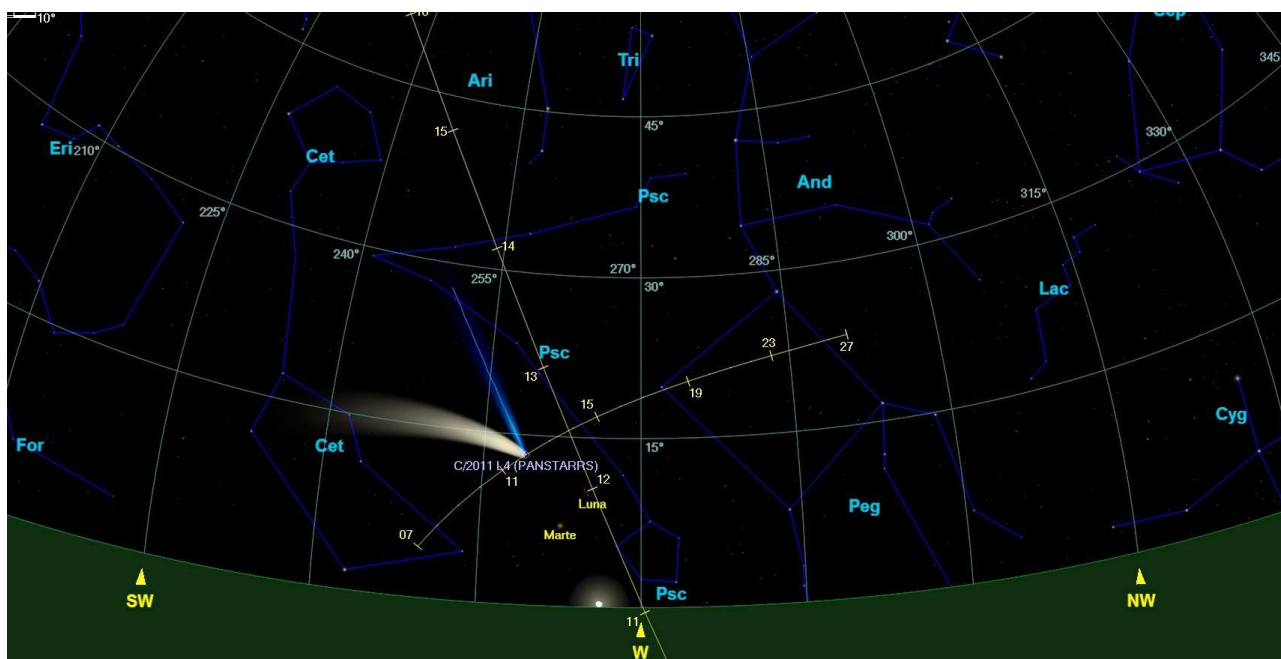 10°
16
Cep
Tri
345
Ari
45°
15
330°
Eri
210°
Cet
And
315°
Psc
225°
300°
240°
14
255°
270°
285°
30°
Lac
23
27
Psc
13
19
15
Cyg
For
Cet
15°
C/2011 L4 (PANSTARRS)
11
12
Luna
Peg
07
Marte
SW
Psc
NW
11
W